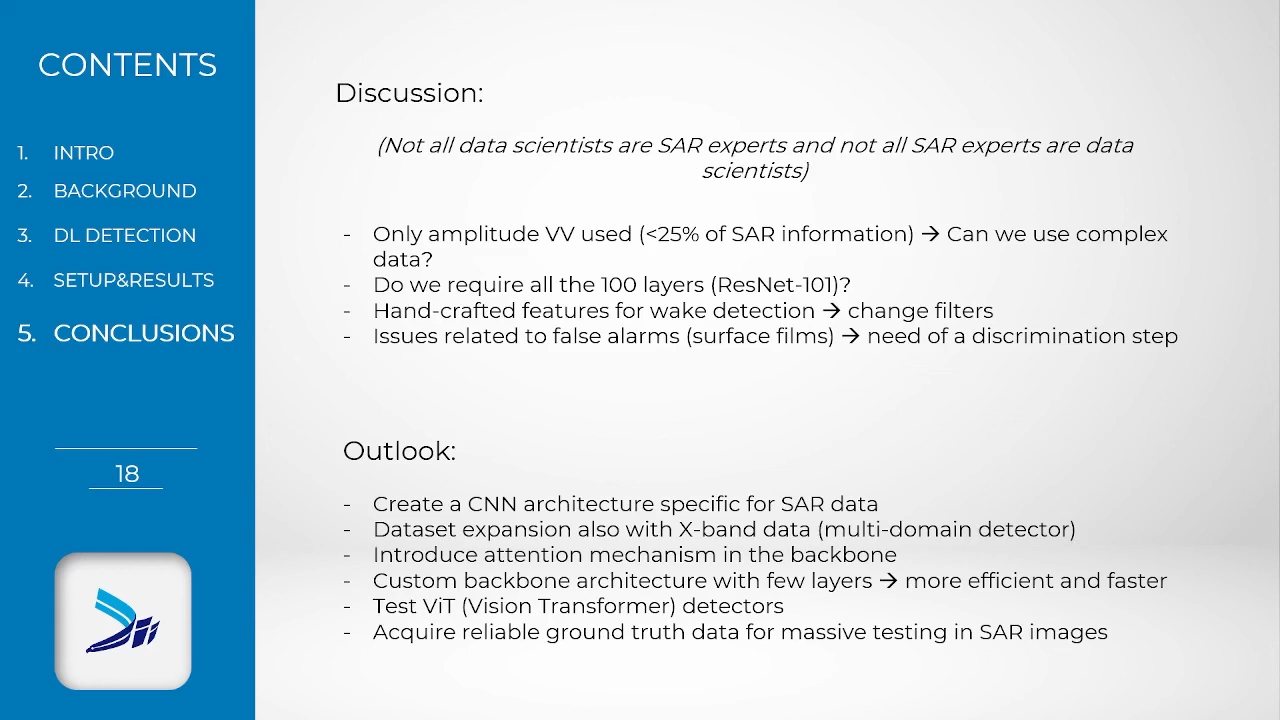 CONTENTS
1. INTRO
2. BACKGROUND
3. DL DETECTION
4. SETUP&RESULTS
5. CONCLUSIONS
18
Discussion:
(Not all data scientists are SAR experts and not all SAR experts are data
scientists)
- Only amplitude VV used (<25% of SAR information) → Can we use complex
data?
- Do we require all the 100 layers (ResNet-101)?
- Hand-crafted features for wake detection → change filters
- Issues related to false alarms (surface films) → need of a discrimination step
Outlook:
- Create a CNN architecture specific for SAR data
- Dataset expansion also with X-band data (multi-domain detector)
- Introduce attention mechanism in the backbone
- Custom backbone architecture with few layers → more efficient and faster
- Test ViT (Vision Transformer) detectors
- Acquire reliable ground truth data for massive testing in SAR images